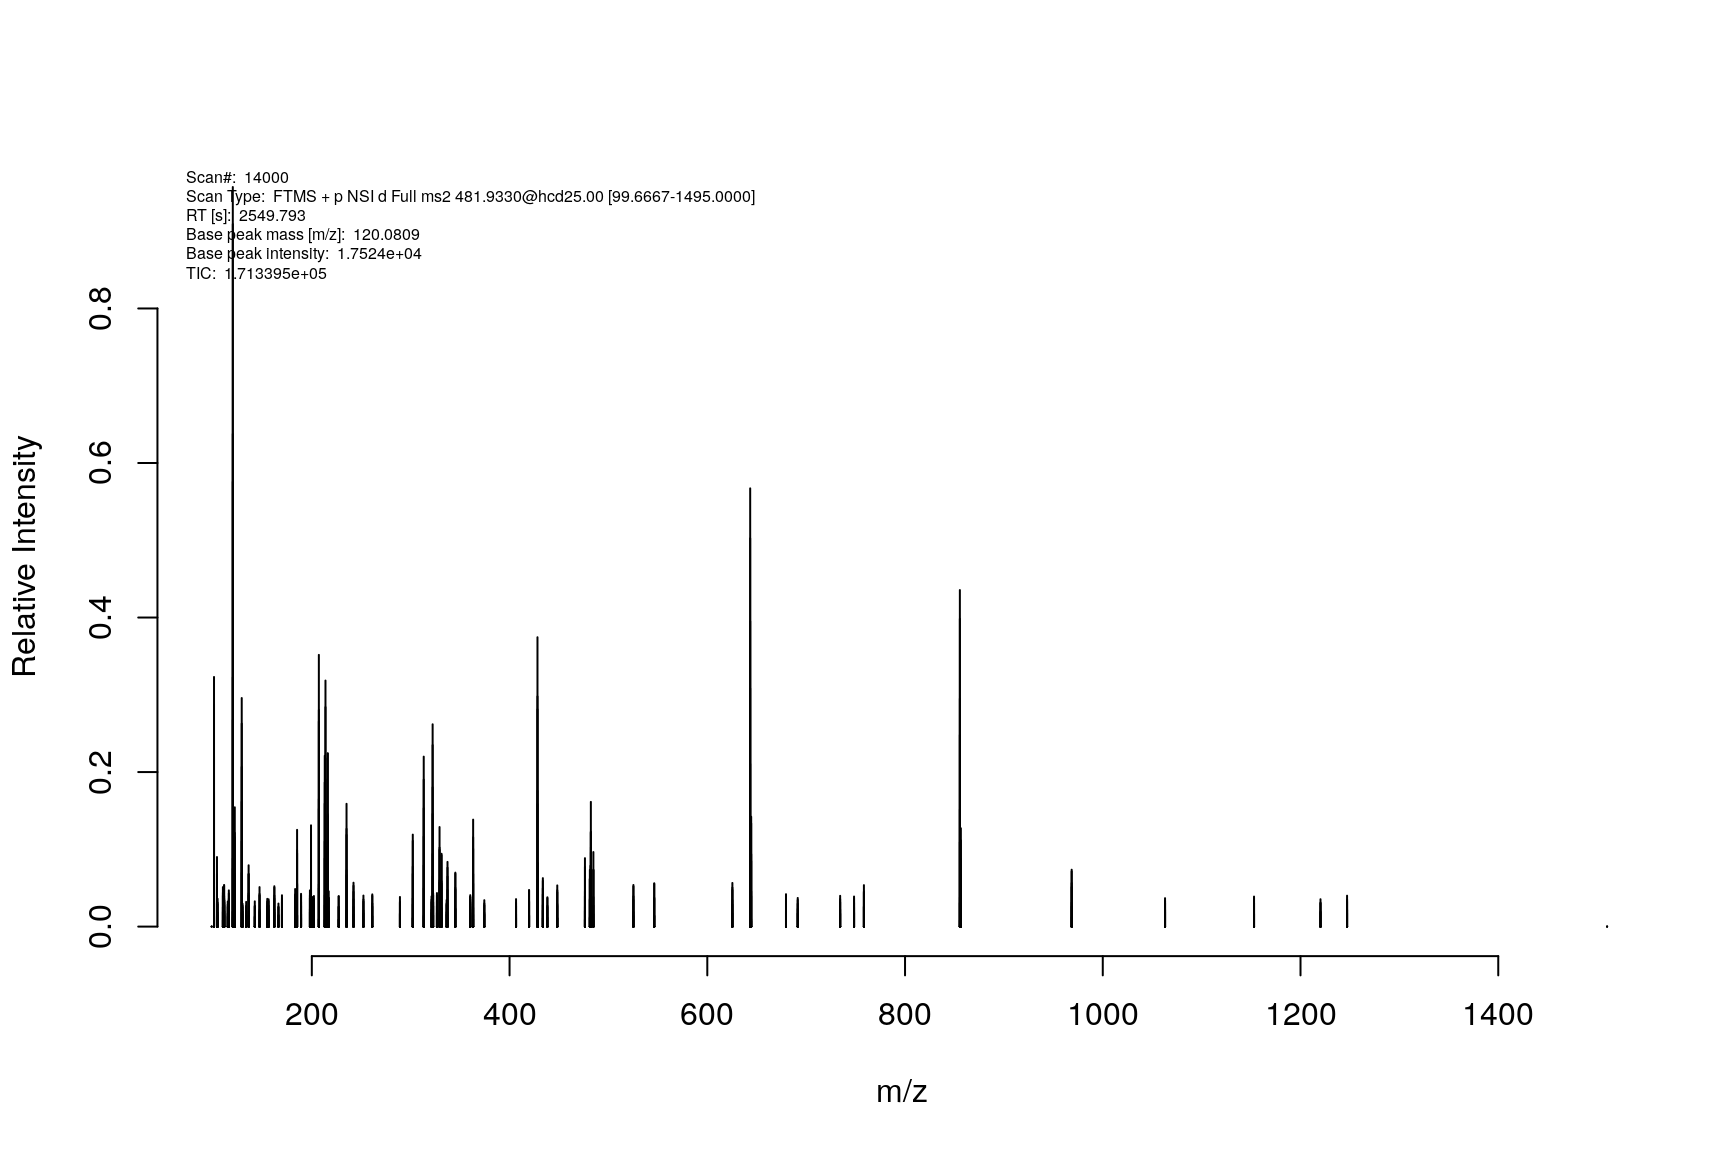 Scan#: 14000
Scan Type: FTMS + p NSI d Full ms2 481.9330@hcd25.00 [99.6667-1495.0000]
RT [s]: 2549.793
Base peak mass [m/z]: 120.0809
Base peak intensity: 1.7524e+04
TIC: 1.713395e+05
0.8
0.6
0.4
0.2
0.0
Relative Intensity
200 400 600 800 1000 1200 1400
m/z